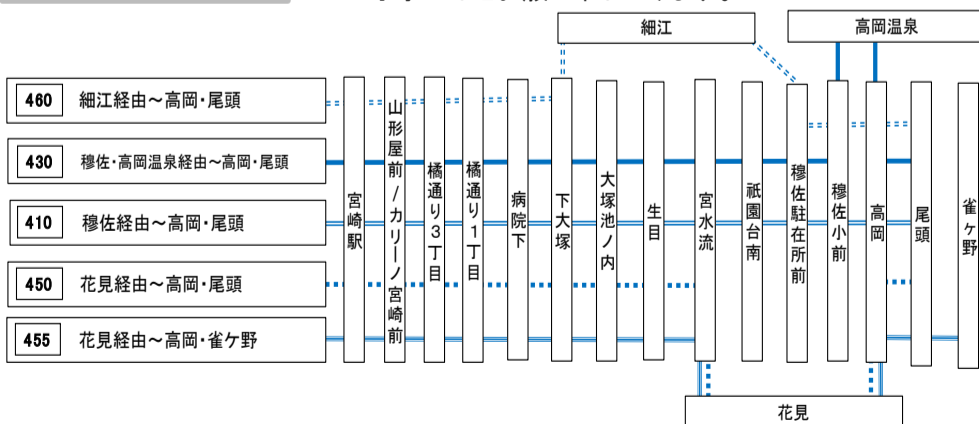 細江
高岡温泉
460 細江経由～高岡・尾頭
430 穆佐・高岡温泉経由～高岡・尾頭
410 穆佐経由～高岡・尾頭
450 花見経由～高岡・尾頭
455 花見経由～高岡・雀ケ野
宮崎駅
山形屋前/カリーノ宮崎前
橘通り3丁目
橘通り1丁目
病院下
下大塚
大塚池ノ内
生目
宮水流
祇園台南
穆佐駐在所前
穆佐小前
高岡
尾頭
雀ケ野
花見